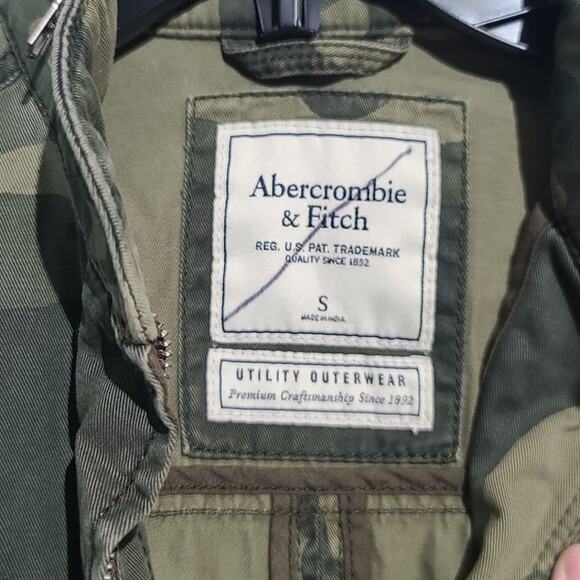 Abercrombie
& Fitch
REG. U.S. PAT. TRADEMARK
QUALITY SINCE 1892
S
MADE IN INDIA
UTILITY OUTERWEAR
Premium Craftsmanship Since 1892